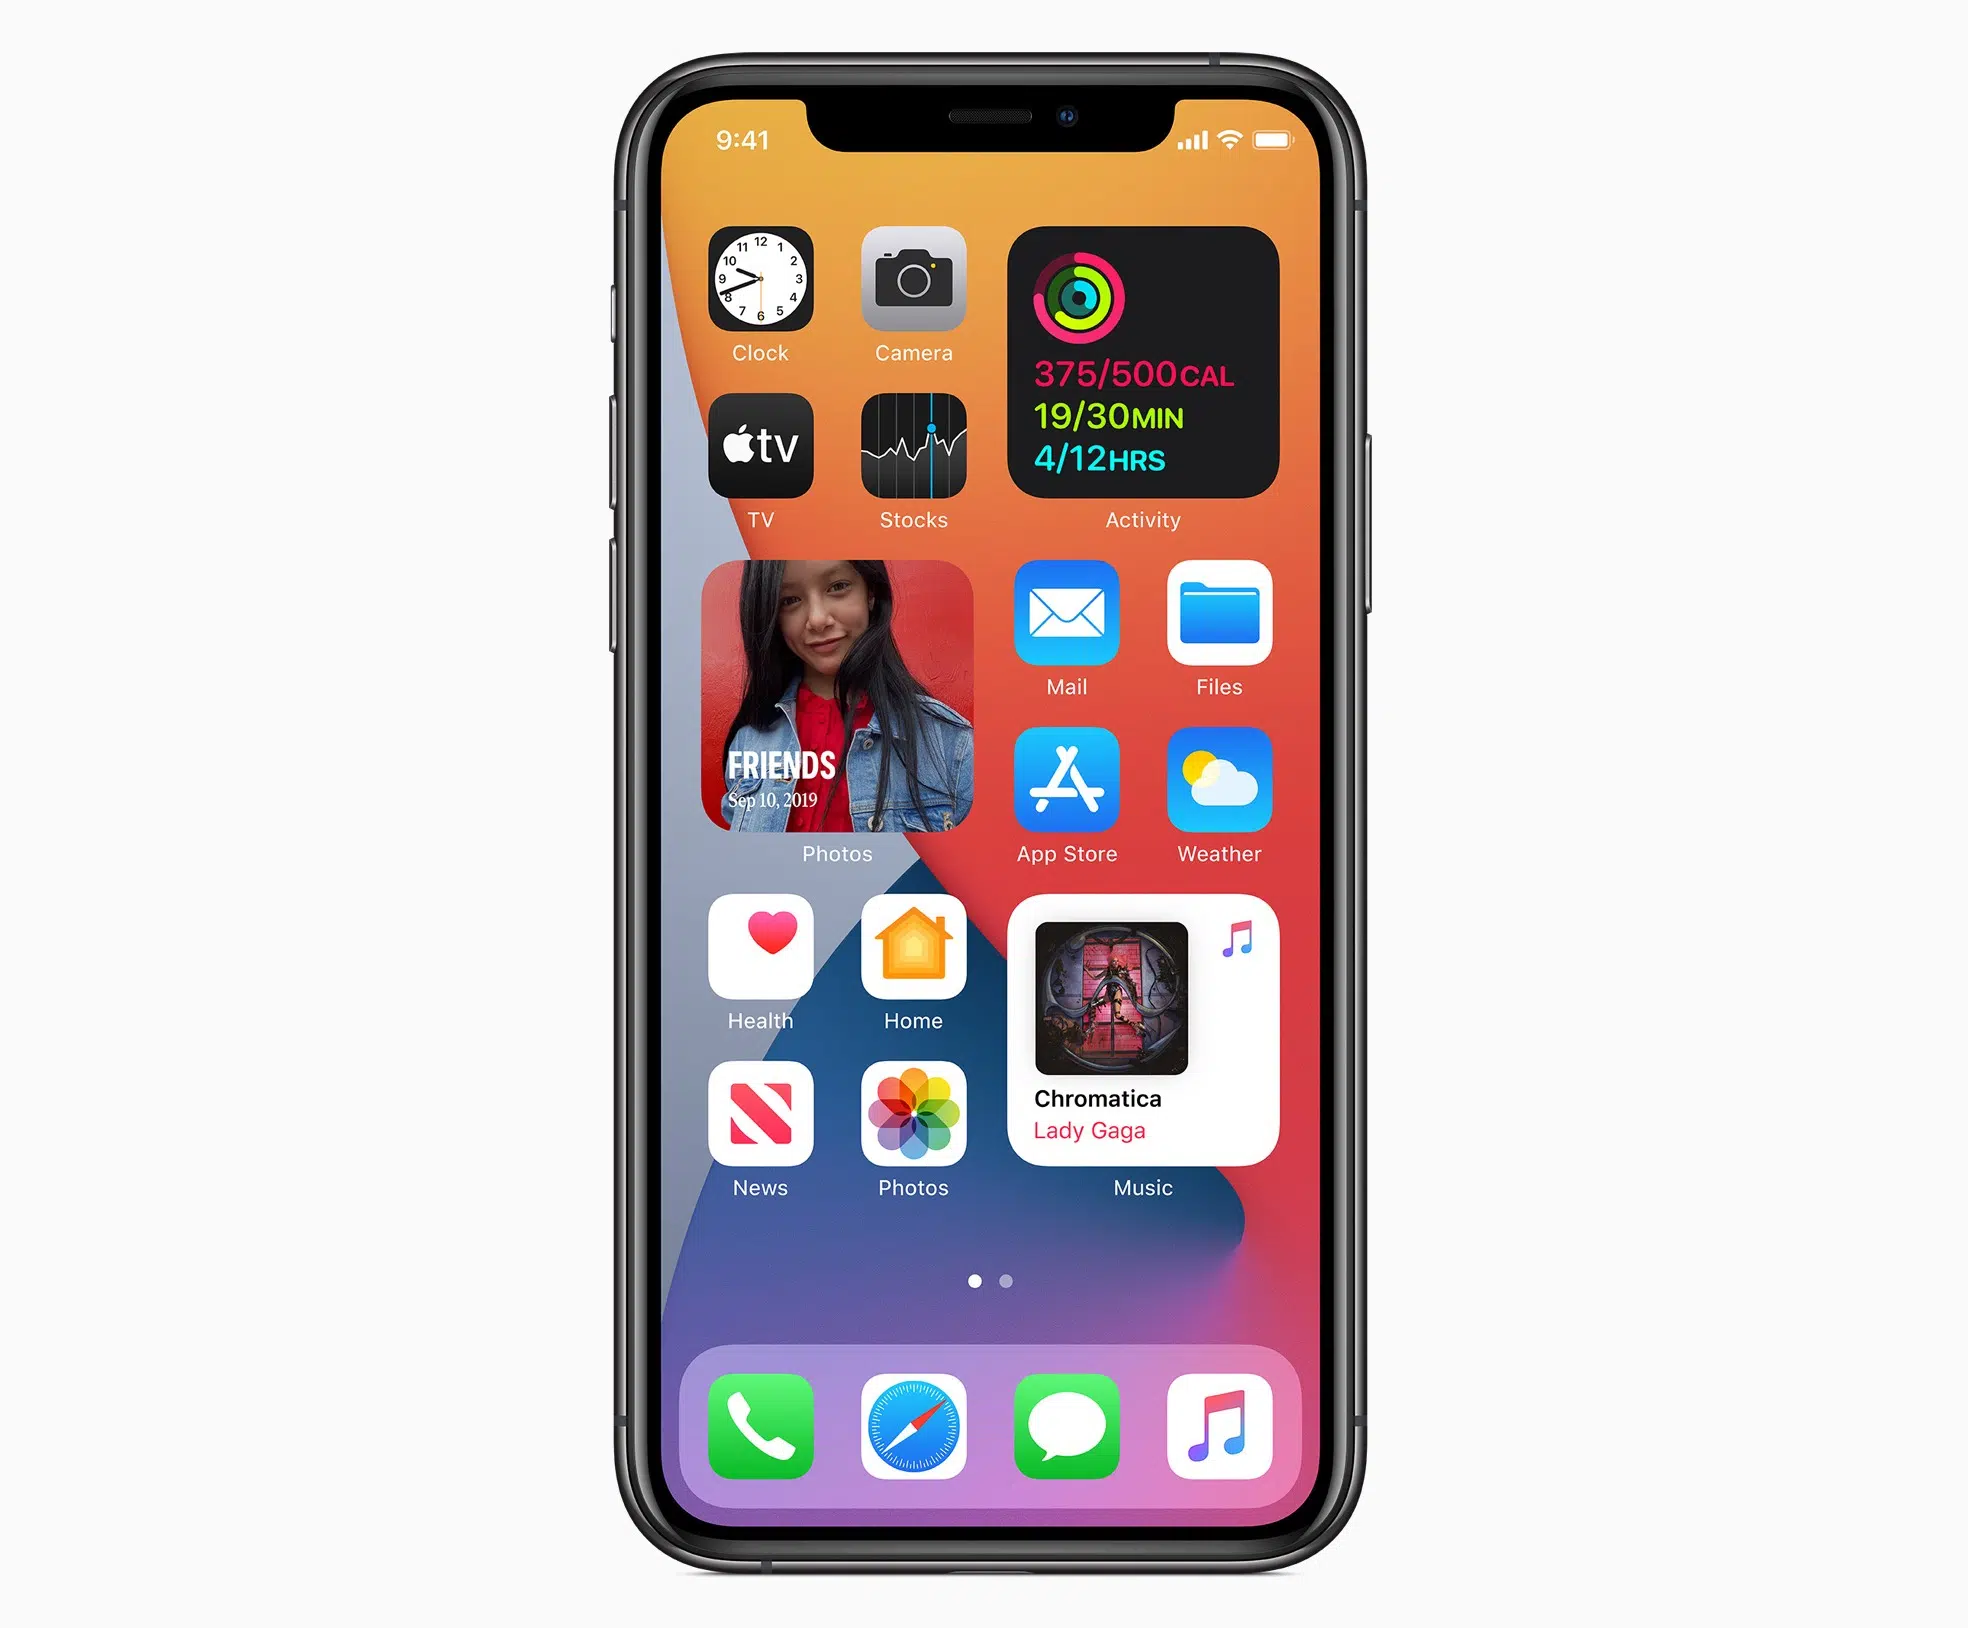 9:41
12
11 1
10 2
9 3
8 4
7 5
6
Clock
Camera
375/500CAL
19/30MIN
4/12HRS
tv
TV
Stocks
Activity
FRIENDS
Sep 10, 2019
Photos
Mail
Files
App Store
Weather
Health
Home
Chromatica
Lady Gaga
News
Photos
Music